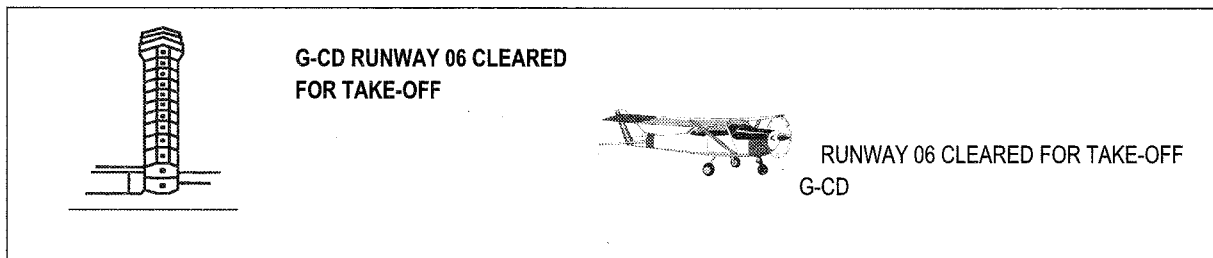 G-CD RUNWAY 06 CLEARED
FOR TAKE-OFF
RUNWAY 06 CLEARED FOR TAKE-OFF
G-CD